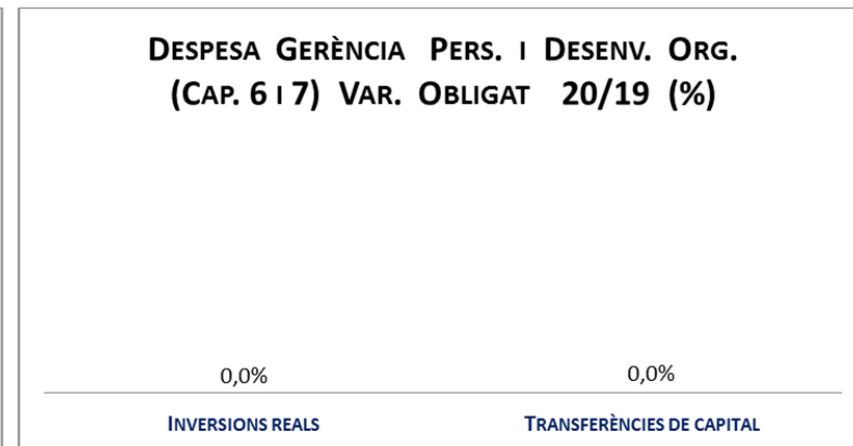 DESPESA GERÈNCIA PERS. I DESENV. ORG.
(CAP. 6 I 7) VAR. OBLIGAT 20/19 (%)
0,0%
0,0%
INVERSIONS REALS
TRANSFERÈNCIES DE CAPITAL